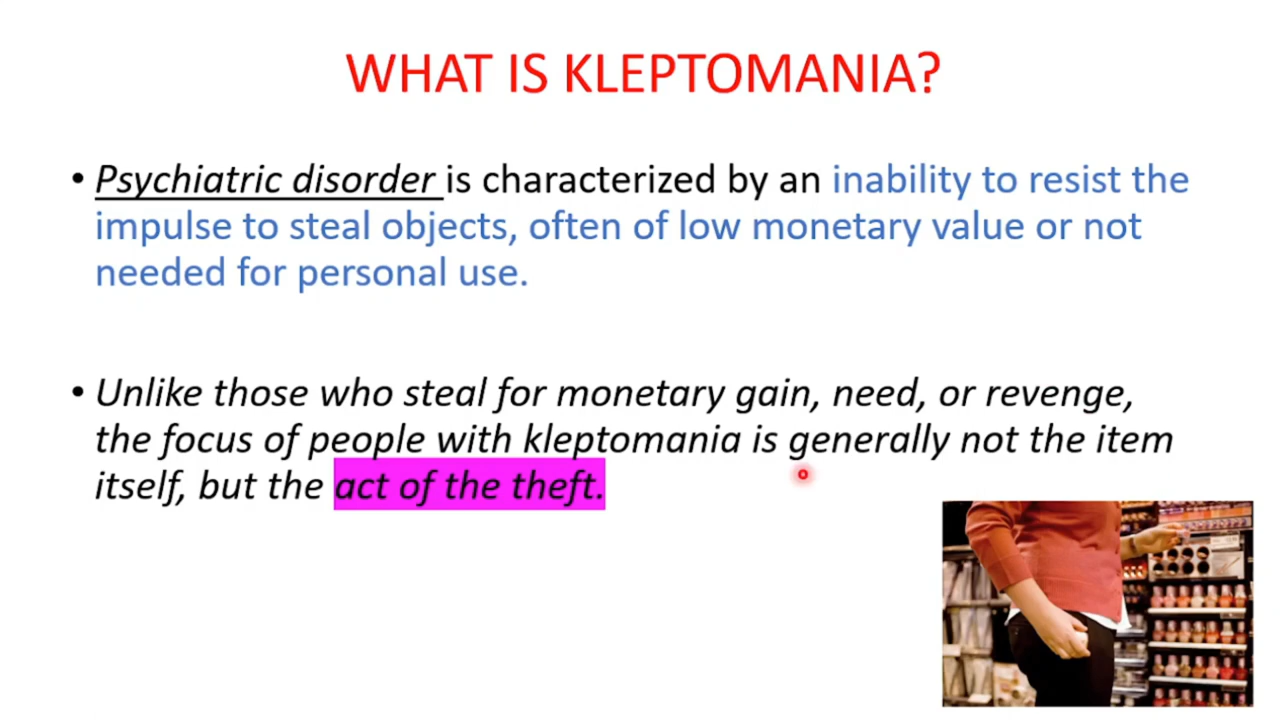 WHAT IS KLEPTOMANIA?
• Psychiatric disorder is characterized by an inability to resist the
impulse to steal objects, often of low monetary value or not
needed for personal use.
• Unlike those who steal for monetary gain, need, or revenge,
the focus of people with kleptomania is generally not the item
itself, but the act of the theft.